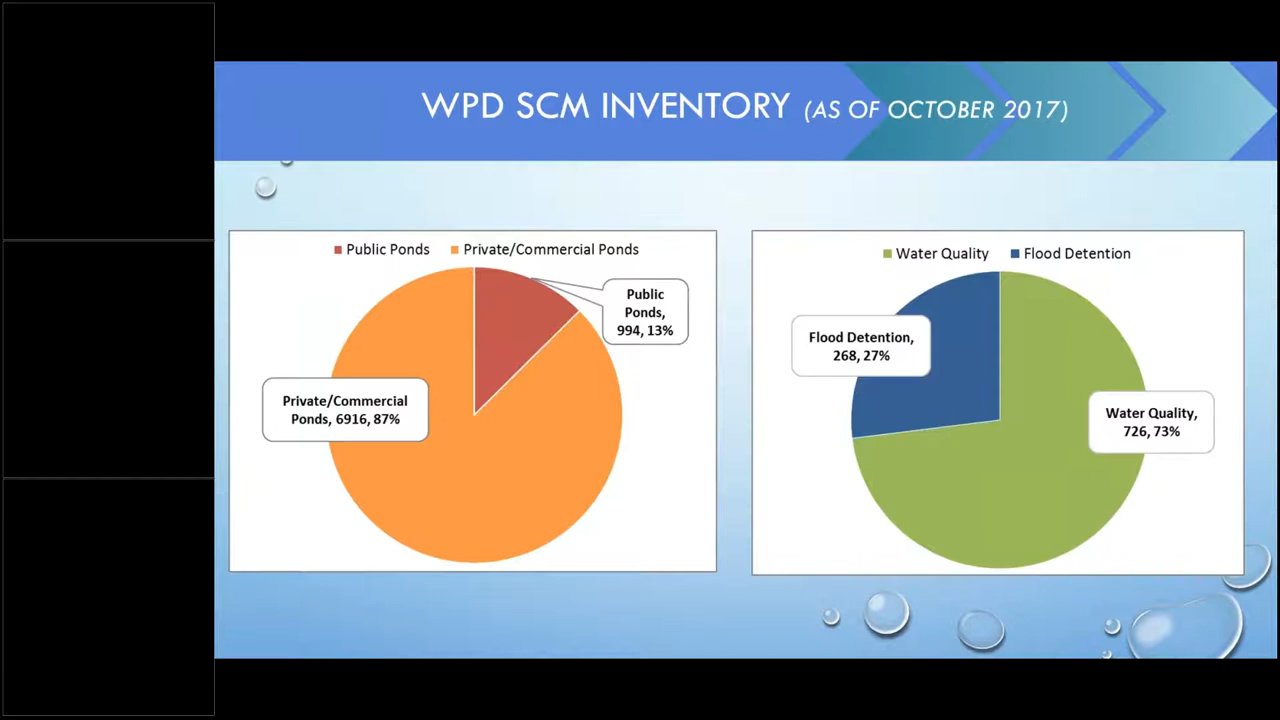 WPD SCM INVENTORY (AS OF OCTOBER 2017)
Public Ponds Private/Commercial Ponds
Public
Ponds,
994, 13%
Private/Commercial
Ponds, 6916, 87%
Water Quality Flood Detention
Flood Detention,
268, 27%
Water Quality,
726, 73%